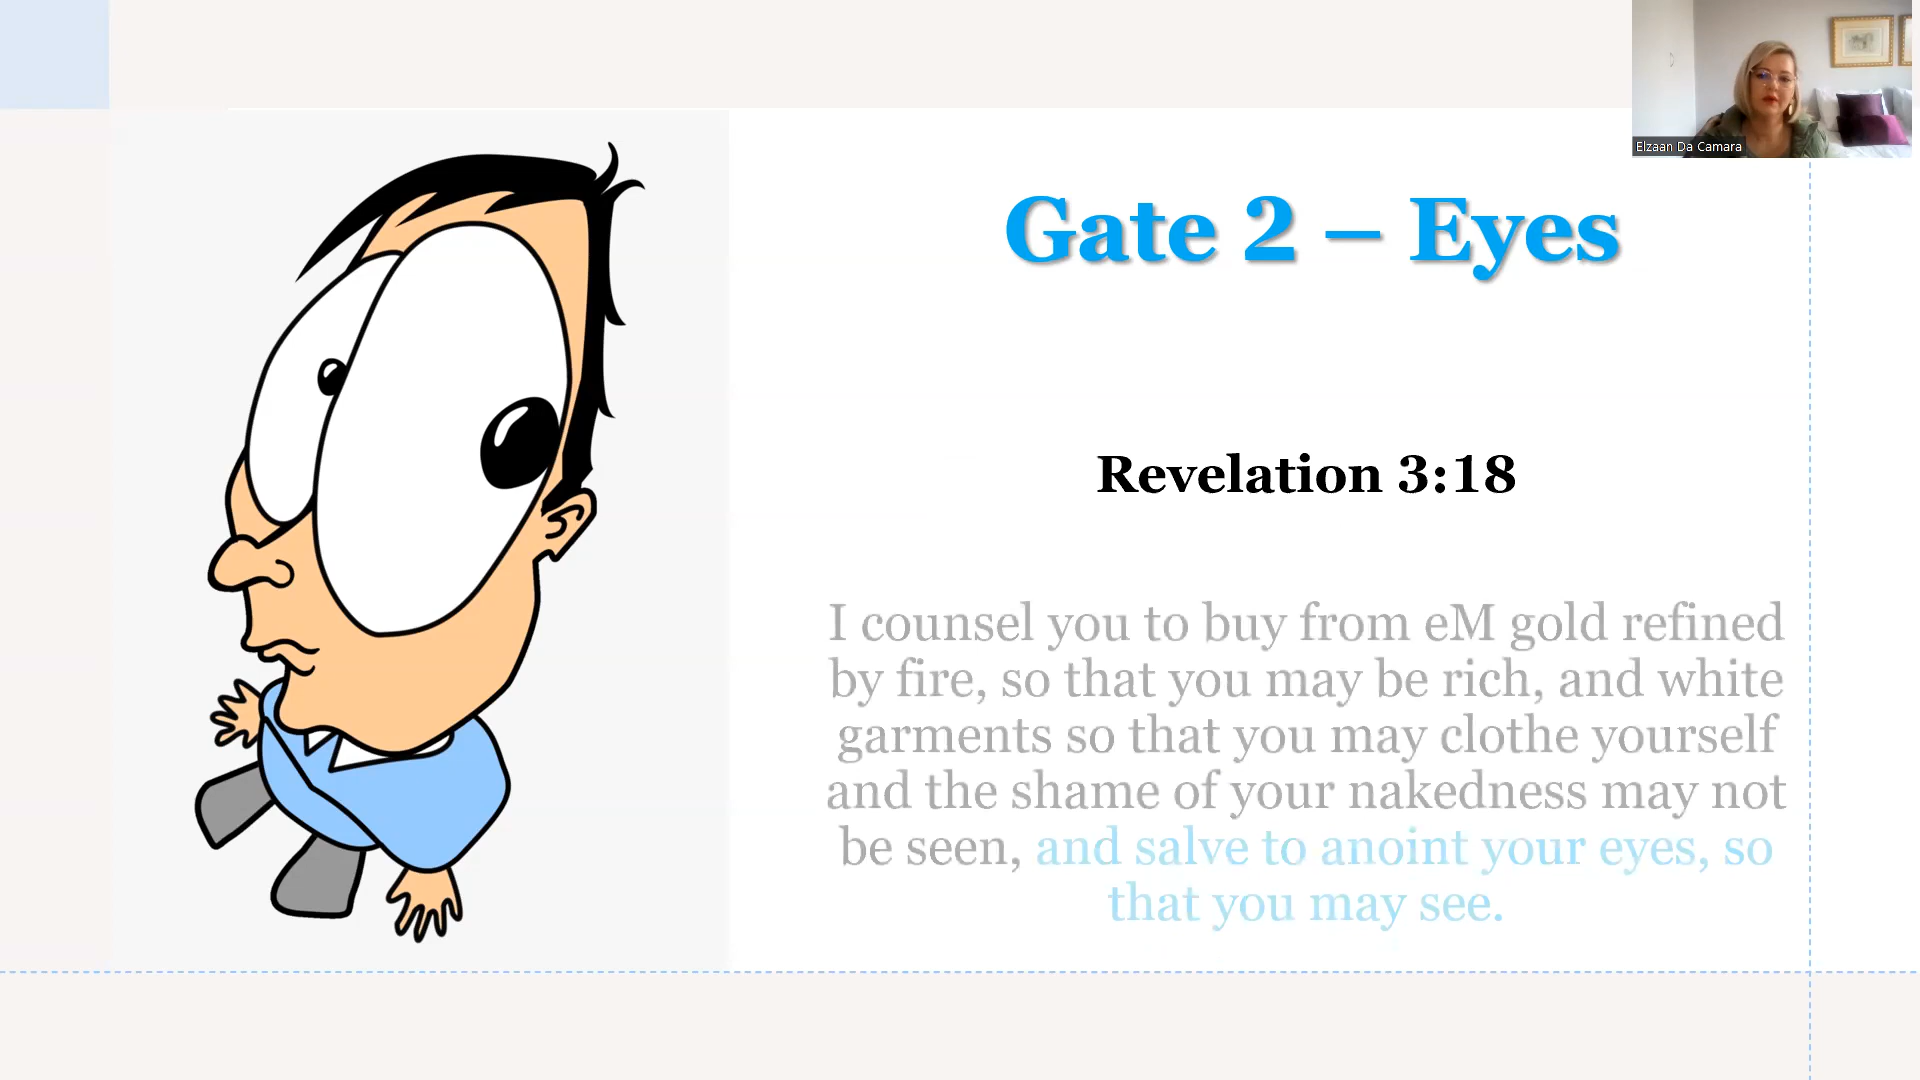 Elzaan Da Camara
Gate 2 – Eyes
Revelation 3:18
I counsel you to buy from eM gold refined
by fire, so that you may be rich, and white
garments so that you may clothe yourself
and the shame of your nakedness may not
be seen, and salve to anoint your eyes, so
that you may see.